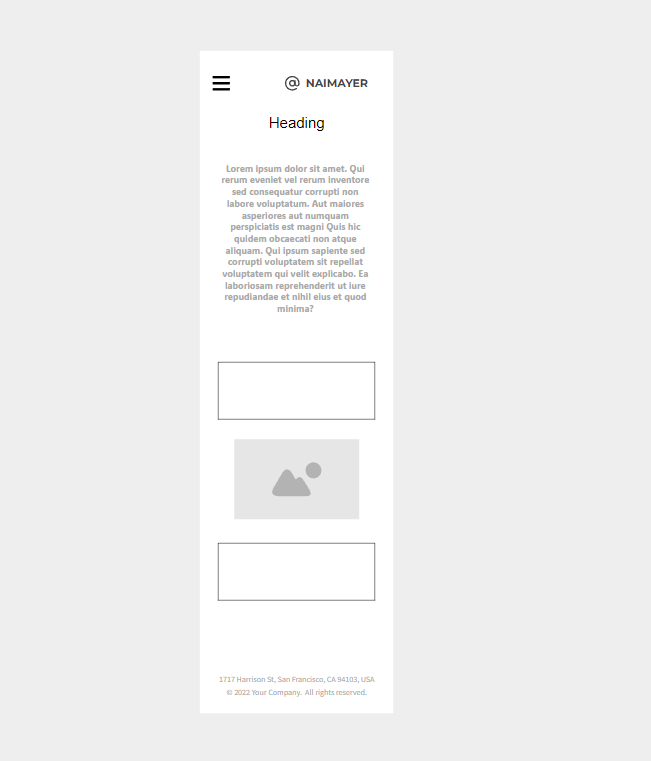 @ NAIMAYER
Heading
Lorem ipsum dolor sit amet. Qui
rerum eveniet vel rerum inventore
sed consequatur corrupti non
labore voluptatum. Aut maiores
asperiores aut numquam
perspiciatis est magni Quis hic
quidem obcaecati non atque
aliquam. Qui ipsum sapiente sed
corrupti voluptatem sit repellat
voluptatem qui velit explicabo. Ea
laboriosam reprehenderit ut iure
repudiandae et nihil eius et quod
minima?
1717 Harrison St, San Francisco, CA 94103, USA
© 2022 Your Company. All rights reserved.